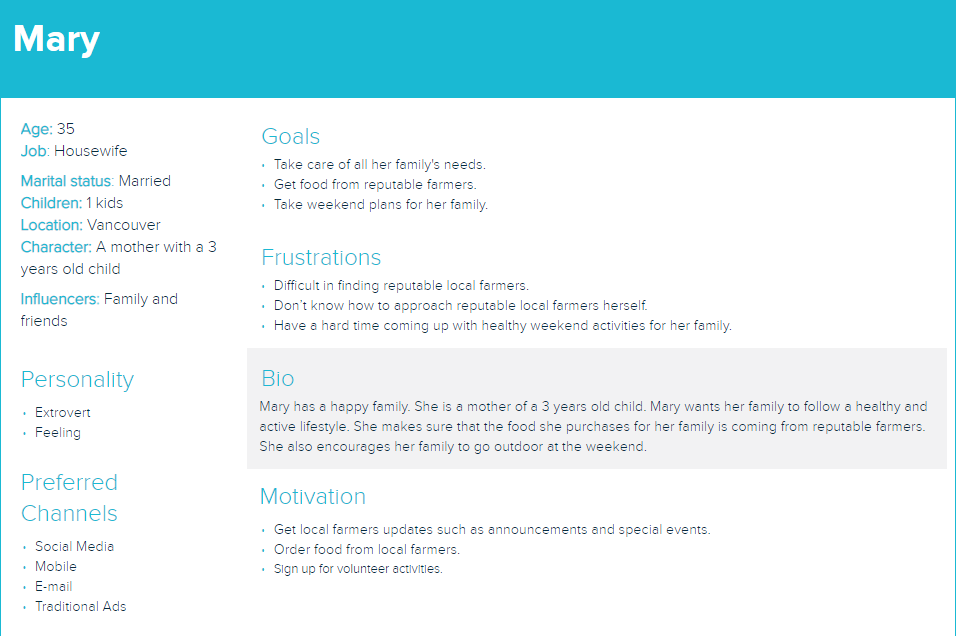 Mary
Age: 35
Job: Housewife
Marital status: Married
Children: 1 kids
Location: Vancouver
Character: A mother with a 3
years old child
Influencers: Family and
friends
Personality
• Extrovert
• Feeling
Preferred
Channels
• Social Media
• Mobile
• E-mail
• Traditional Ads
Goals
• Take care of all her family's needs.
• Get food from reputable farmers.
• Take weekend plans for her family.
Frustrations
• Difficult in finding reputable local farmers.
• Don't know how to approach reputable local farmers herself.
• Have a hard time coming up with healthy weekend activities for her family.
Bio
Mary has a happy family. She is a mother of a 3 years old child. Mary wants her family to follow a healthy and
active lifestyle. She makes sure that the food she purchases for her family is coming from reputable farmers.
She also encourages her family to go outdoor at the weekend.
Motivation
• Get local farmers updates such as announcements and special events.
• Order food from local farmers.
• Sign up for volunteer activities.